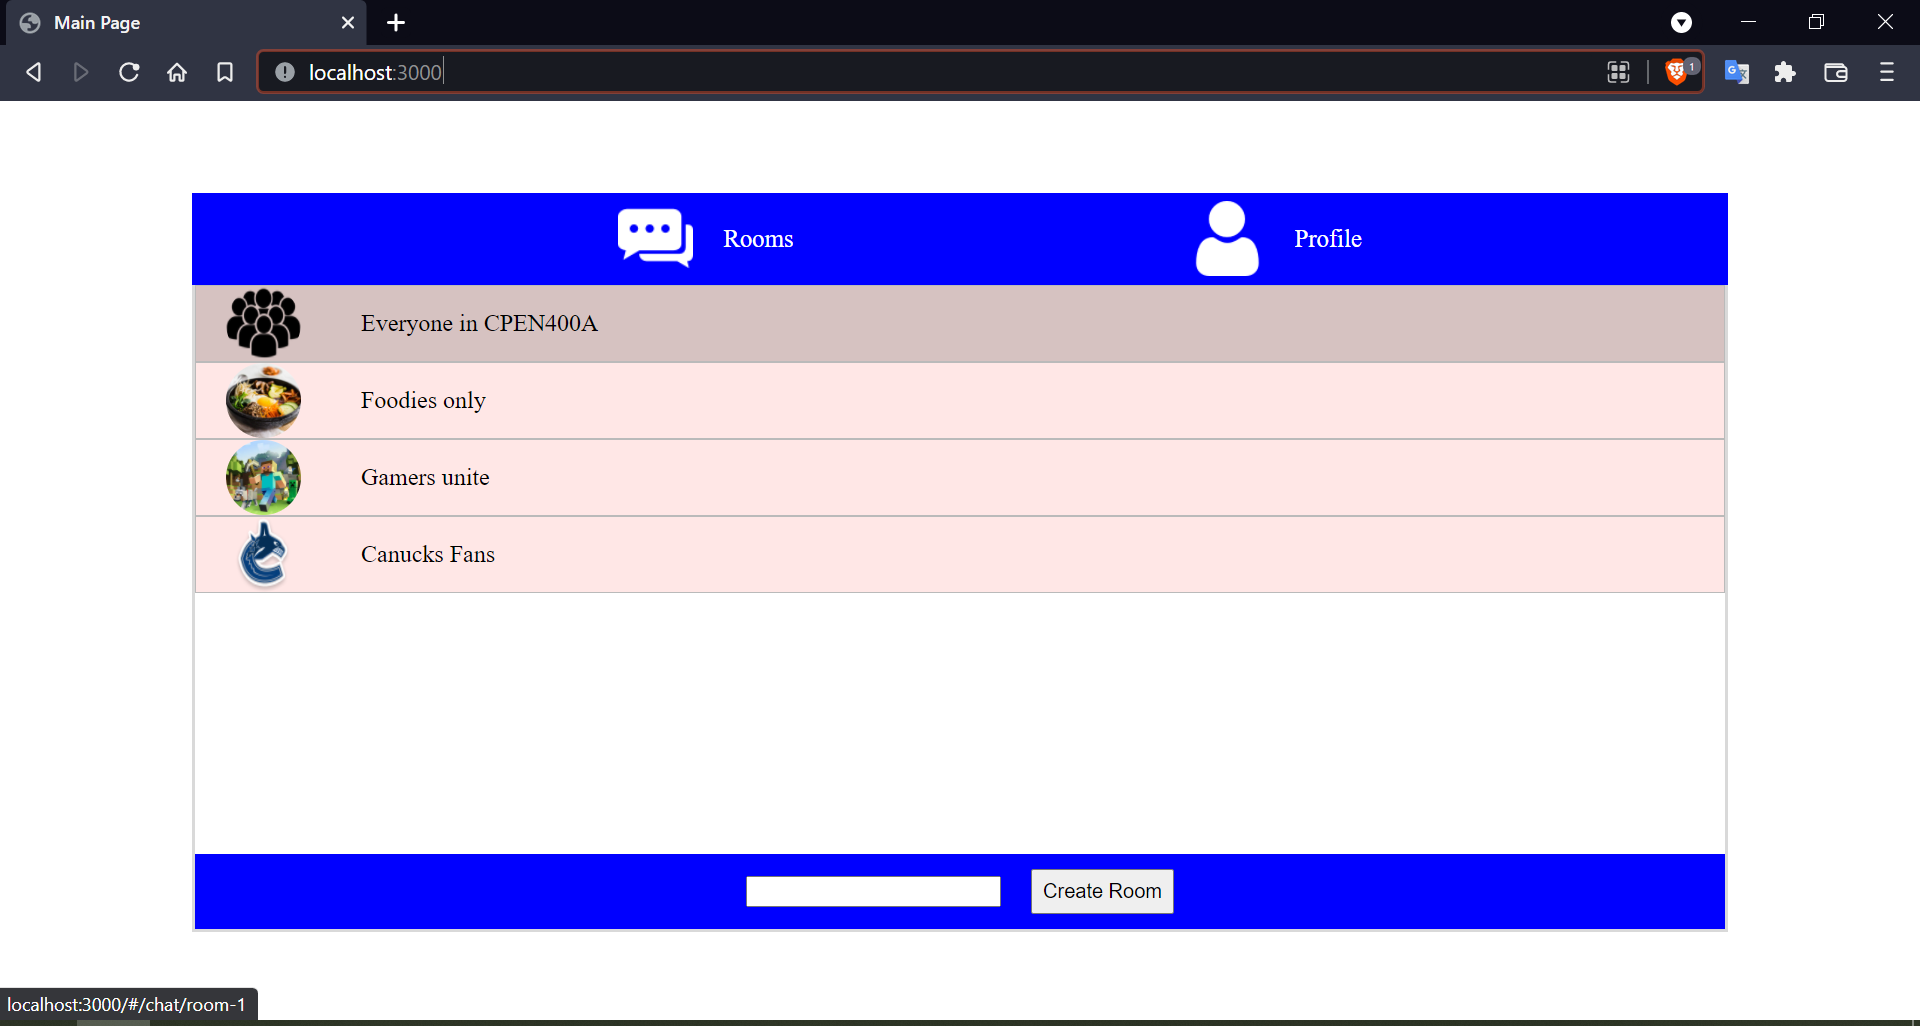 Main Page
localhost:3000
1
Rooms
Profile
Everyone in CPEN400A
Foodies only
Gamers unite
Canucks Fans
Create Room
localhost:3000/#/chat/room-1